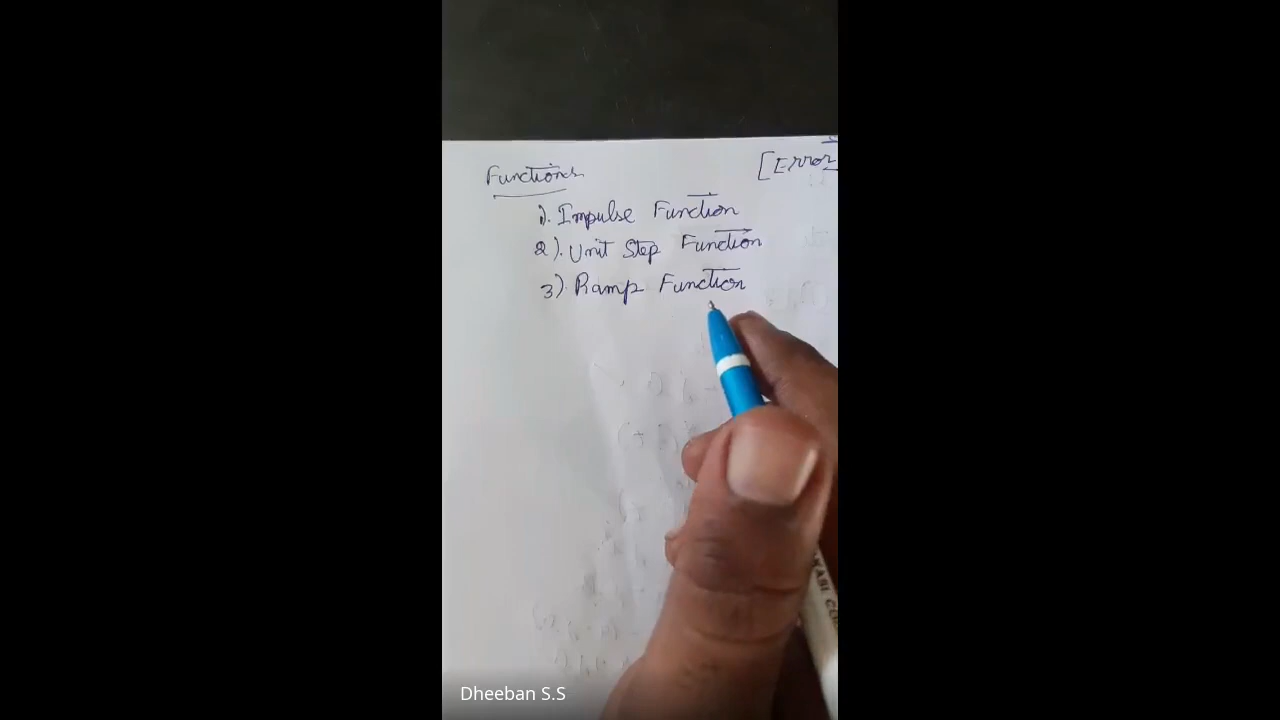 Functions
[Error
1). Impulse Function
2). Unit Step Function
3). Ramp Function
Dheeban S.S